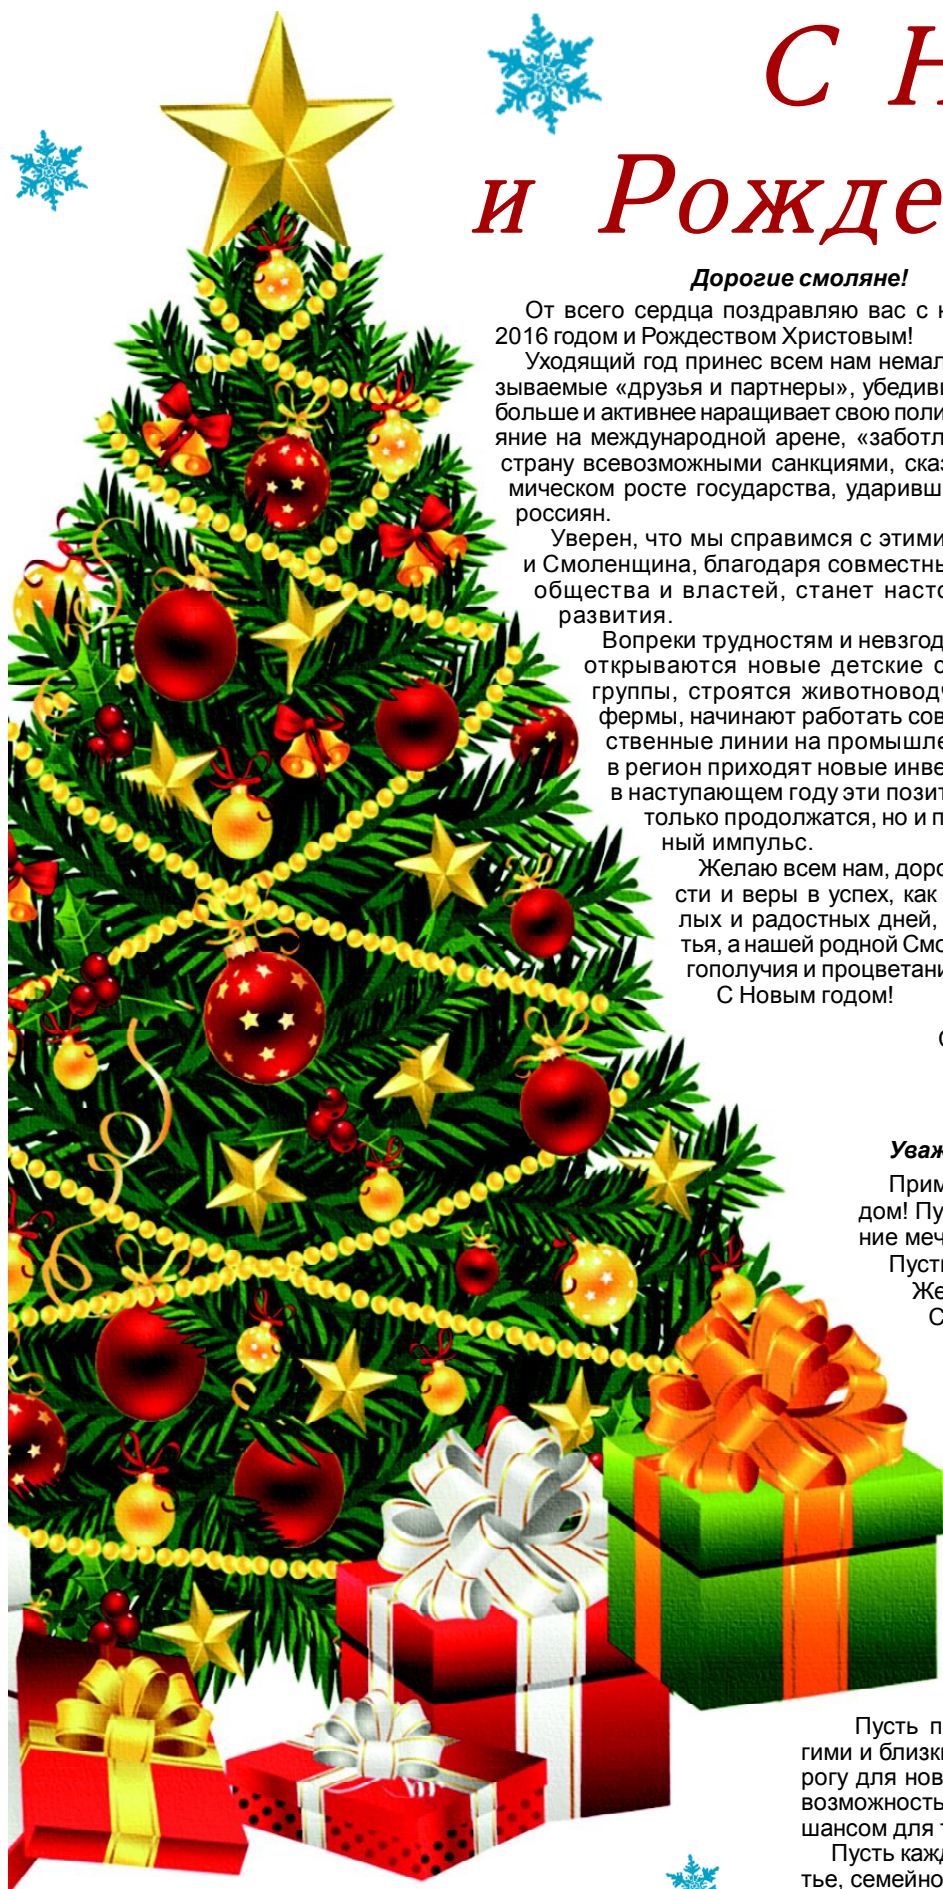 С Н
и Рожде
Дорогие смоляне!
От всего сердца поздравляю вас с н
2016 годом и Рождеством Христовым!
Уходящий год принес всем нам немал
зываемые «друзья и партнеры», убедивш
больше и активнее наращивает свою поли
яние на международной арене, «заботл
страну всевозможными санкциями, сказ
мическом росте государства, ударивш
россиян.
Уверен, что мы справимся с этими
и Смоленщина, благодаря совместны
общества и властей, станет насто
развития.
Вопреки трудностям и невзгод
открываются новые детские с
группы, строятся животноводч
фермы, начинают работать сов
ственные линии на промышле
в регион приходят новые инве
в наступающем году эти позит
только продолжатся, но и п
ный импульс.
Желаю всем нам, доро
сти и веры в успех, как
лых и радостных дней,
тья, а нашей родной Смо
гополучия и процветани
С Новым годом!
Уваж
Прим
дом! Пу
ние меч
Пусть
Же
С
Пусть п
гими и близки
рогу для нов
возможность
шансом для т
Пусть кажд
тье, семейно